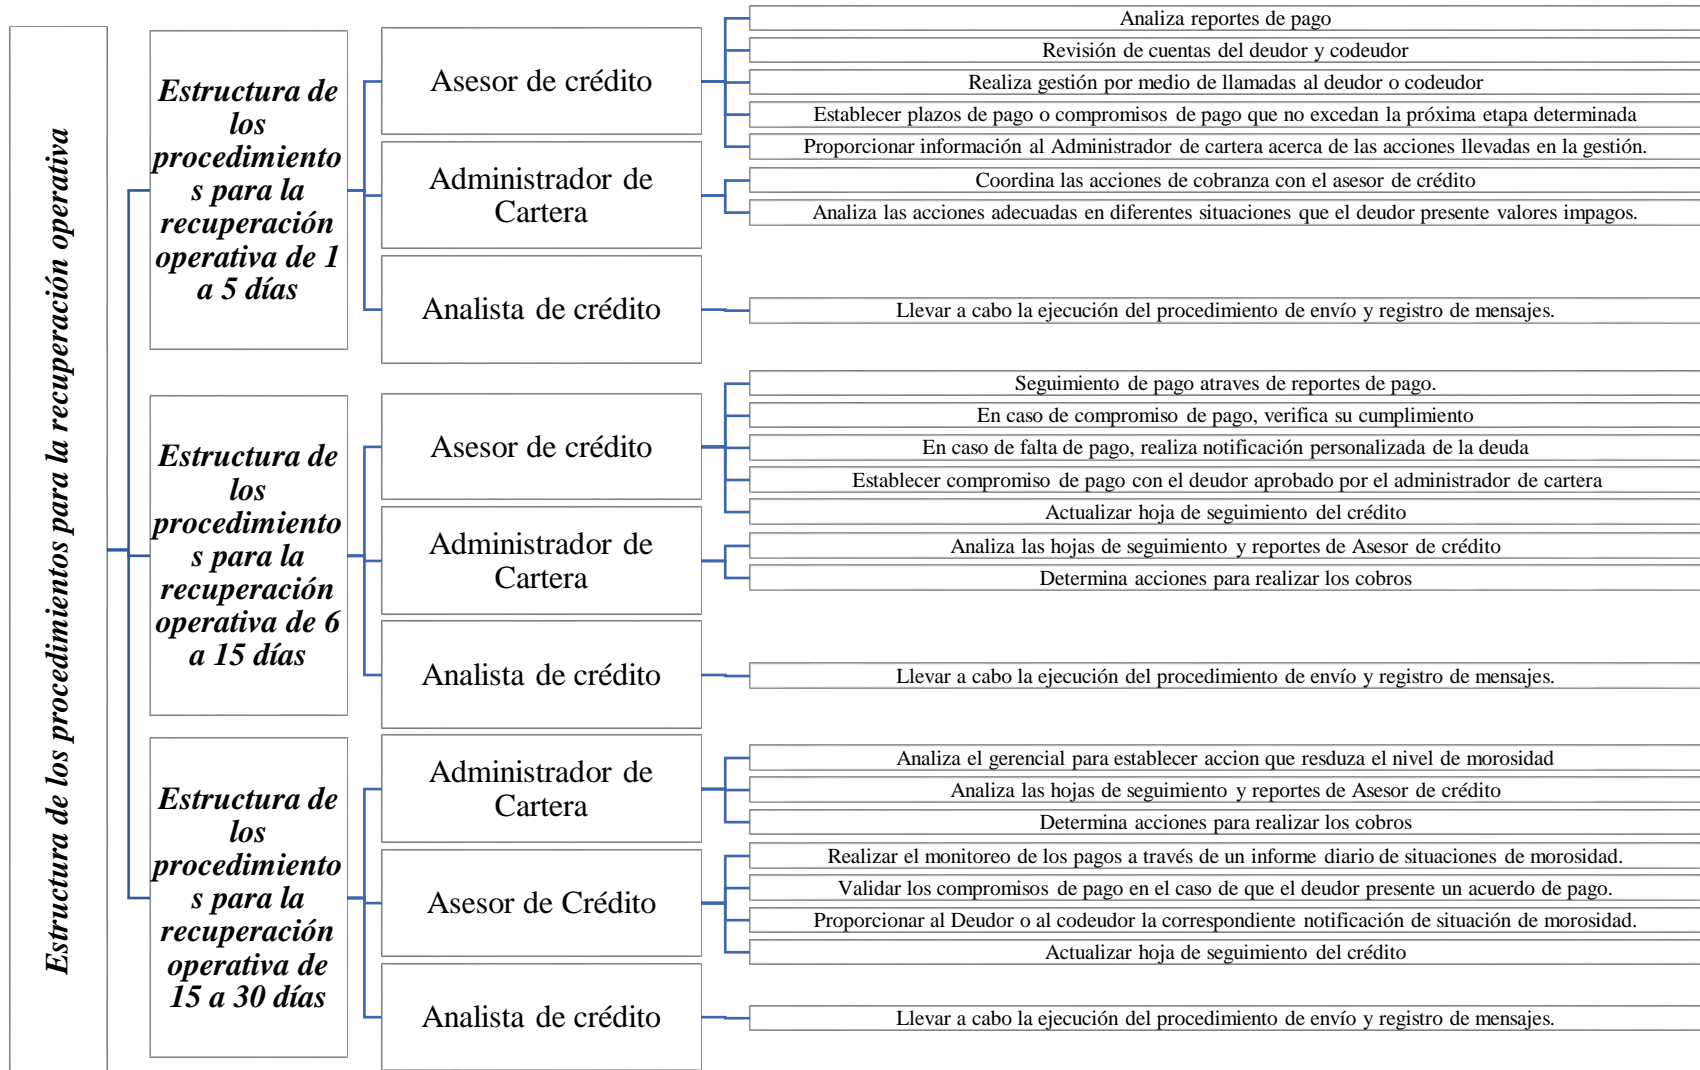 Estructura de los procedimientos para la recuperación operativa
Estructura de
los
procedimiento
s para la
recuperación
operativa de 1
a 5 días
Asesor de crédito
Analiza reportes de pago
Revisión de cuentas del deudor y codeudor
Realiza gestión por medio de llamadas al deudor o codeudor
Establecer plazos de pago o compromisos de pago que no excedan la próxima etapa determinada
Proporcionar información al Administrador de cartera acerca de las acciones llevadas en la gestión.
Administrador de
Cartera
Coordina las acciones de cobranza con el asesor de crédito
Analiza las acciones adecuadas en diferentes situaciones que el deudor presente valores impagos.
Analista de crédito
Llevar a cabo la ejecución del procedimiento de envío y registro de mensajes.
Estructura de
los
procedimiento
s para la
recuperación
operativa de 6
a 15 días
Asesor de crédito
Seguimiento de pago atraves de reportes de pago.
En caso de compromiso de pago, verifica su cumplimiento
En caso de falta de pago, realiza notificación personalizada de la deuda
Establecer compromiso de pago con el deudor aprobado por el administrador de cartera
Actualizar hoja de seguimiento del crédito
Administrador de
Cartera
Analiza las hojas de seguimiento y reportes de Asesor de crédito
Determina acciones para realizar los cobros
Analista de crédito
Llevar a cabo la ejecución del procedimiento de envío y registro de mensajes.
Estructura de
los
procedimiento
s para la
recuperación
operativa de
15 a 30 días
Administrador de
Cartera
Analiza el gerencial para establecer accion que resduza el nivel de morosidad
Analiza las hojas de seguimiento y reportes de Asesor de crédito
Determina acciones para realizar los cobros
Asesor de Crédito
Realizar el monitoreo de los pagos a través de un informe diario de situaciones de morosidad.
Validar los compromisos de pago en el caso de que el deudor presente un acuerdo de pago.
Proporcionar al Deudor o al codeudor la correspondiente notificación de situación de morosidad.
Actualizar hoja de seguimiento del crédito
Analista de crédito
Llevar a cabo la ejecución del procedimiento de envío y registro de mensajes.